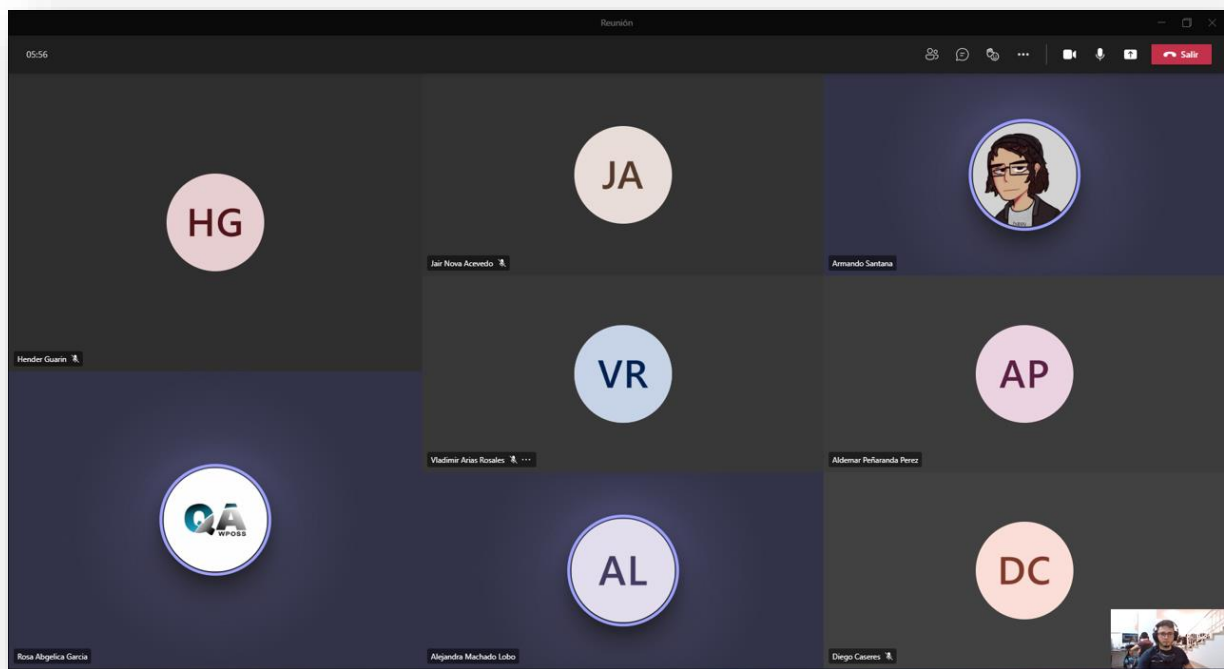 Reunión
05:56
Salir
HG
Hender Guarin
JA
Jair Nova Acevedo
Armando Santana
VR
Vladimir Arias Rosales
AP
Aldemar Peñaranda Perez
QA
WPOSS
Rosa Abgelica Garcia
AL
Alejandra Machado Lobo
DC
Diego Caseres